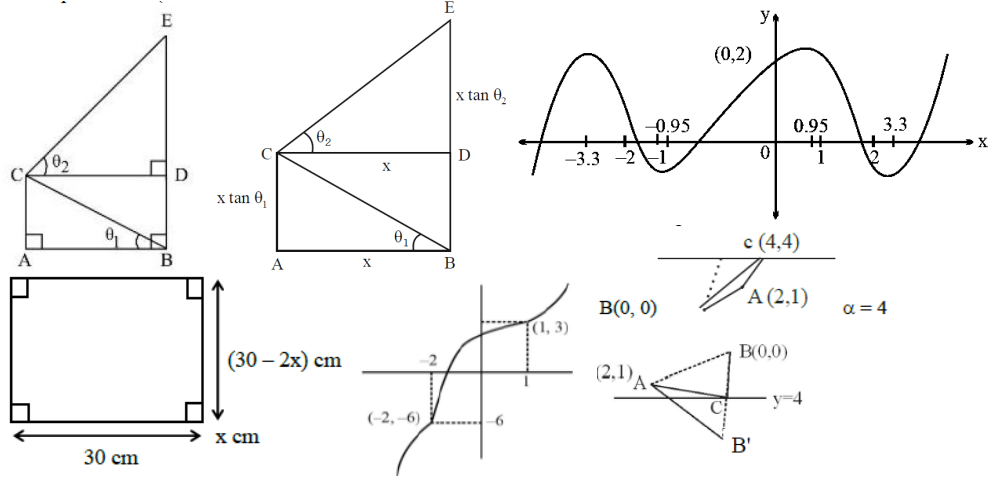 E
C
θ₂
D
θ₁
A
B
E
x tan θ₂
θ₂
C
x
D
x tan θ₁
θ₁
A
x
B
y
(0,2)
−0.95
0.95
3.3
x
−3.3
−2
−1
0
1
2
(30 – 2x) cm
x cm
30 cm
(1, 3)
−2
1
(−2, −6)
−6
c (4,4)
A (2,1)
B(0, 0)
α = 4
B(0,0)
(2,1)
A
C
y=4
B'